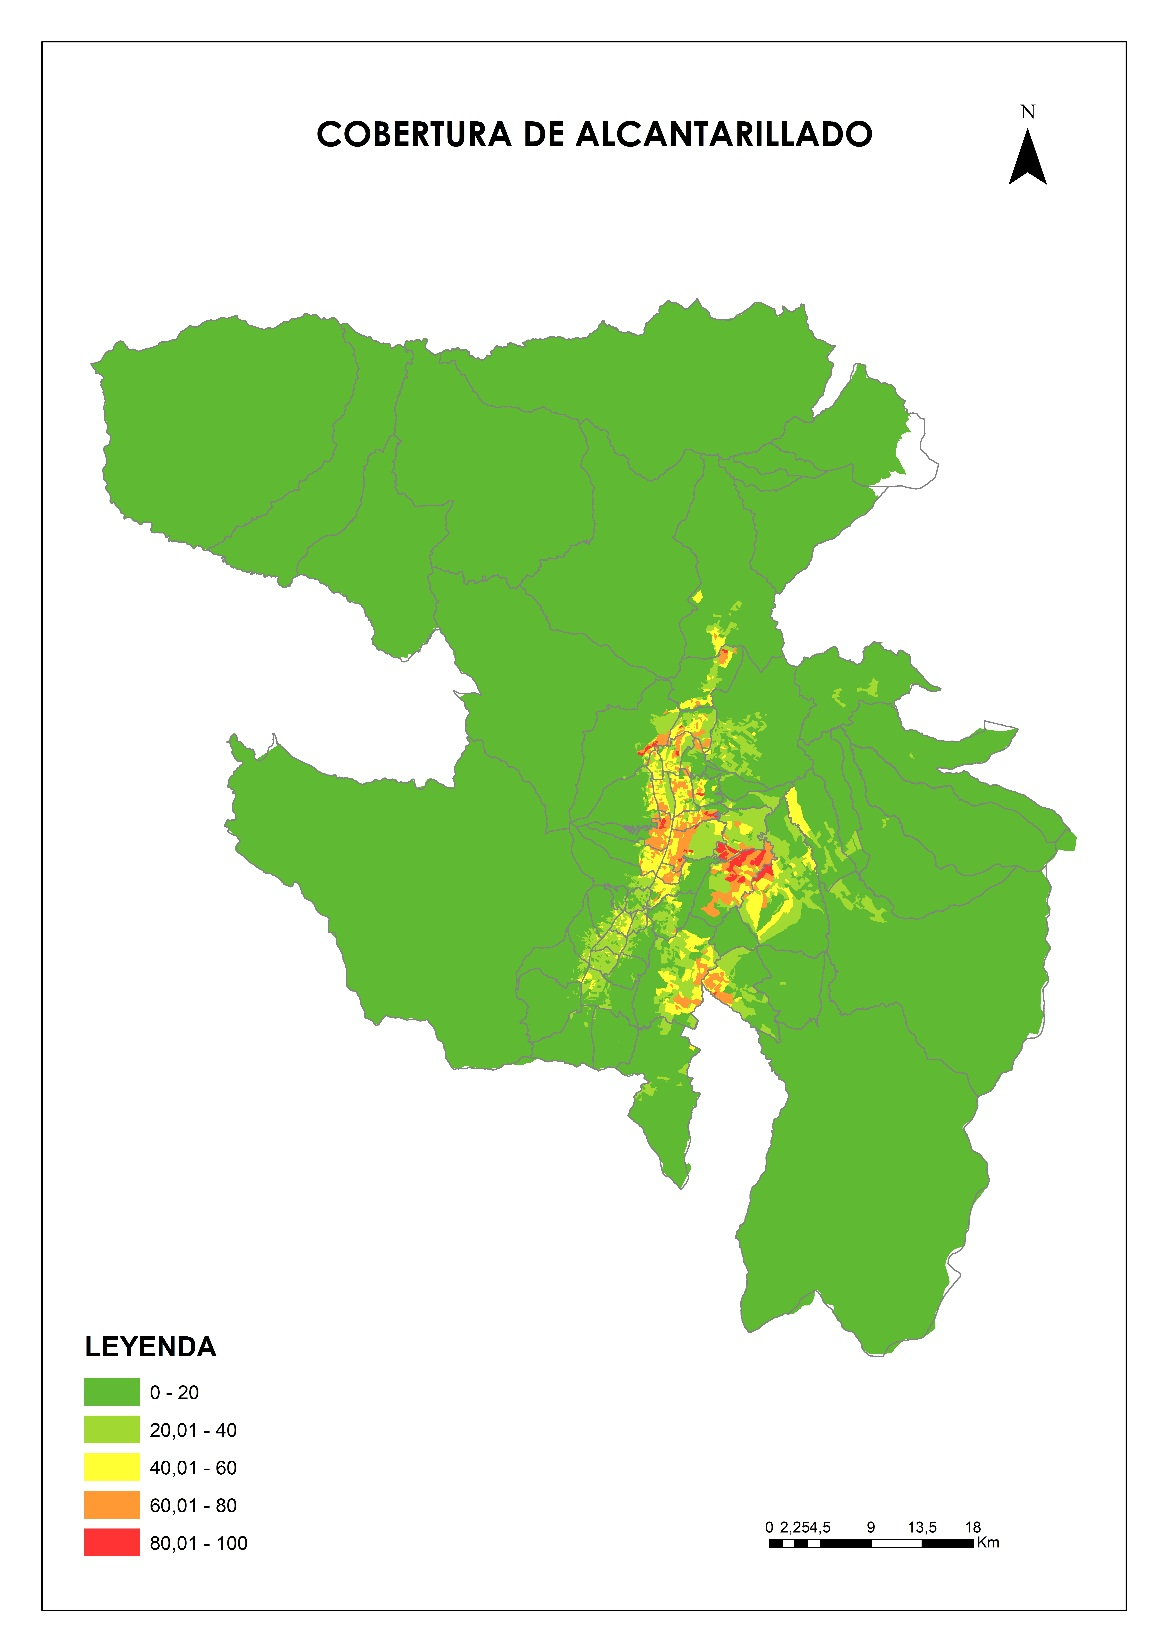 N
COBERTURA DE ALCANTARILLADO
LEYENDA
0 - 20
20,01 - 40
40,01 - 60
60,01 - 80
80,01 - 100
0 2,254,5 9 13,5 18
Km